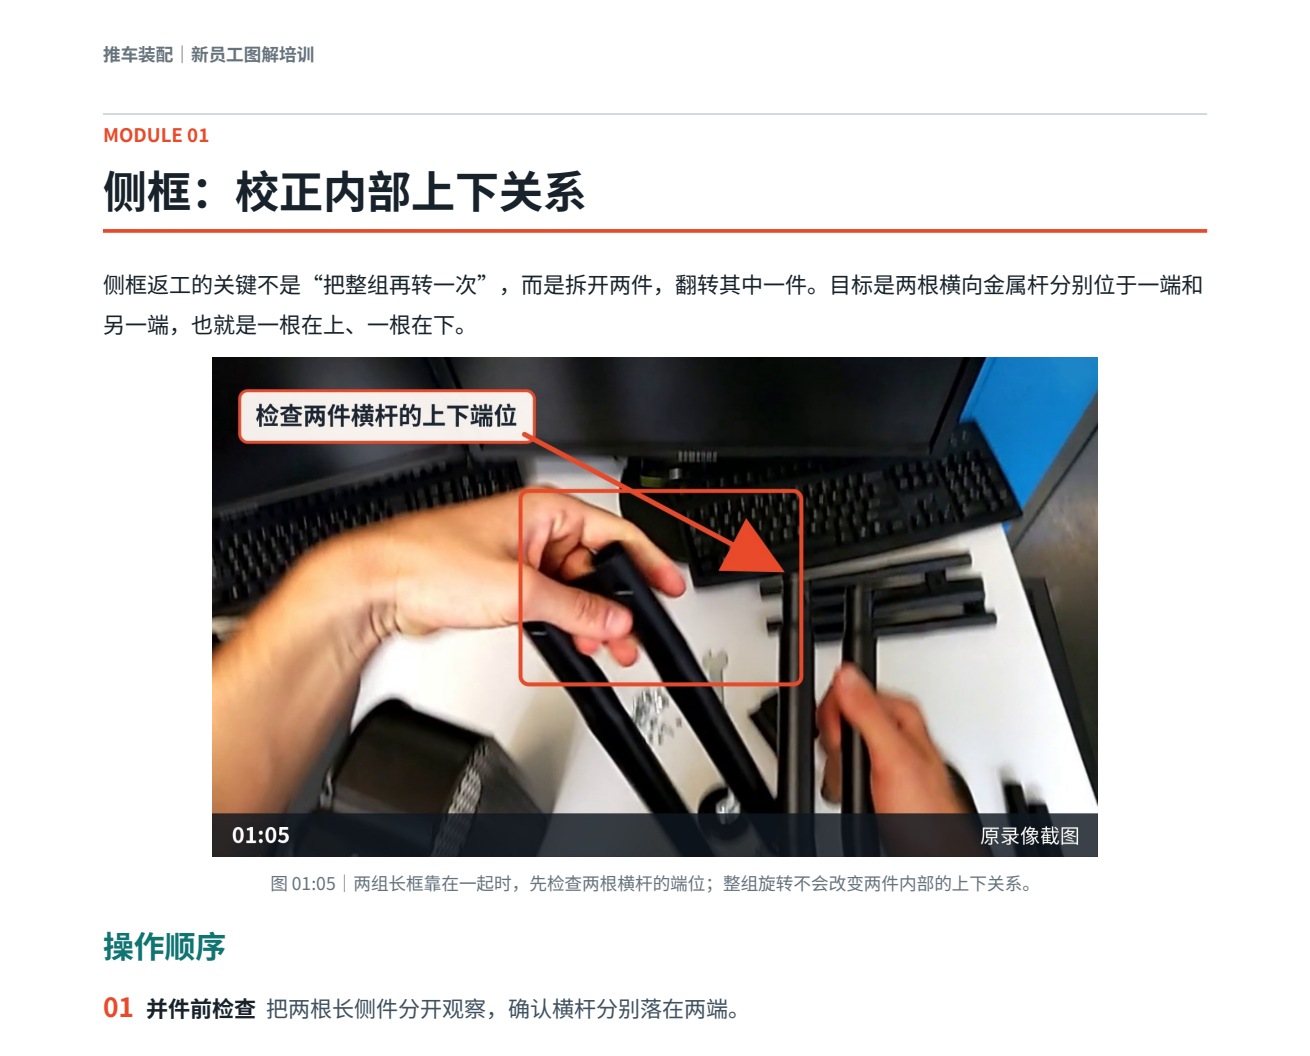 推车装配｜新员工图解培训
MODULE 01
侧框：校正内部上下关系
侧框返工的关键不是“把整组再转一次”，而是拆开两件，翻转其中一件。目标是两根横向金属杆分别位于一端和
另一端，也就是一根在上、一根在下。
检查两件横杆的上下端位
SAMSUNG
01:05
原录像截图
图 01:05｜两组长框靠在一起时，先检查两根横杆的端位；整组旋转不会改变两件内部的上下关系。
操作顺序
01 并件前检查 把两根长侧件分开观察，确认横杆分别落在两端。